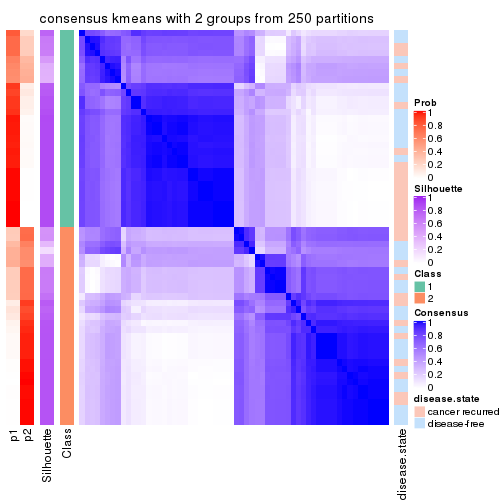 consensus kmeans with 2 groups from 250 partitions
Prob
1
0.8
0.6
0.4
0.2
0
Silhouette
1
0.8
0.6
0.4
0.2
0
Class
1
2
Consensus
1
0.8
0.6
0.4
0.2
0
disease.state
cancer recurred
disease-free
p1
p2
Silhouette
Class
disease.state